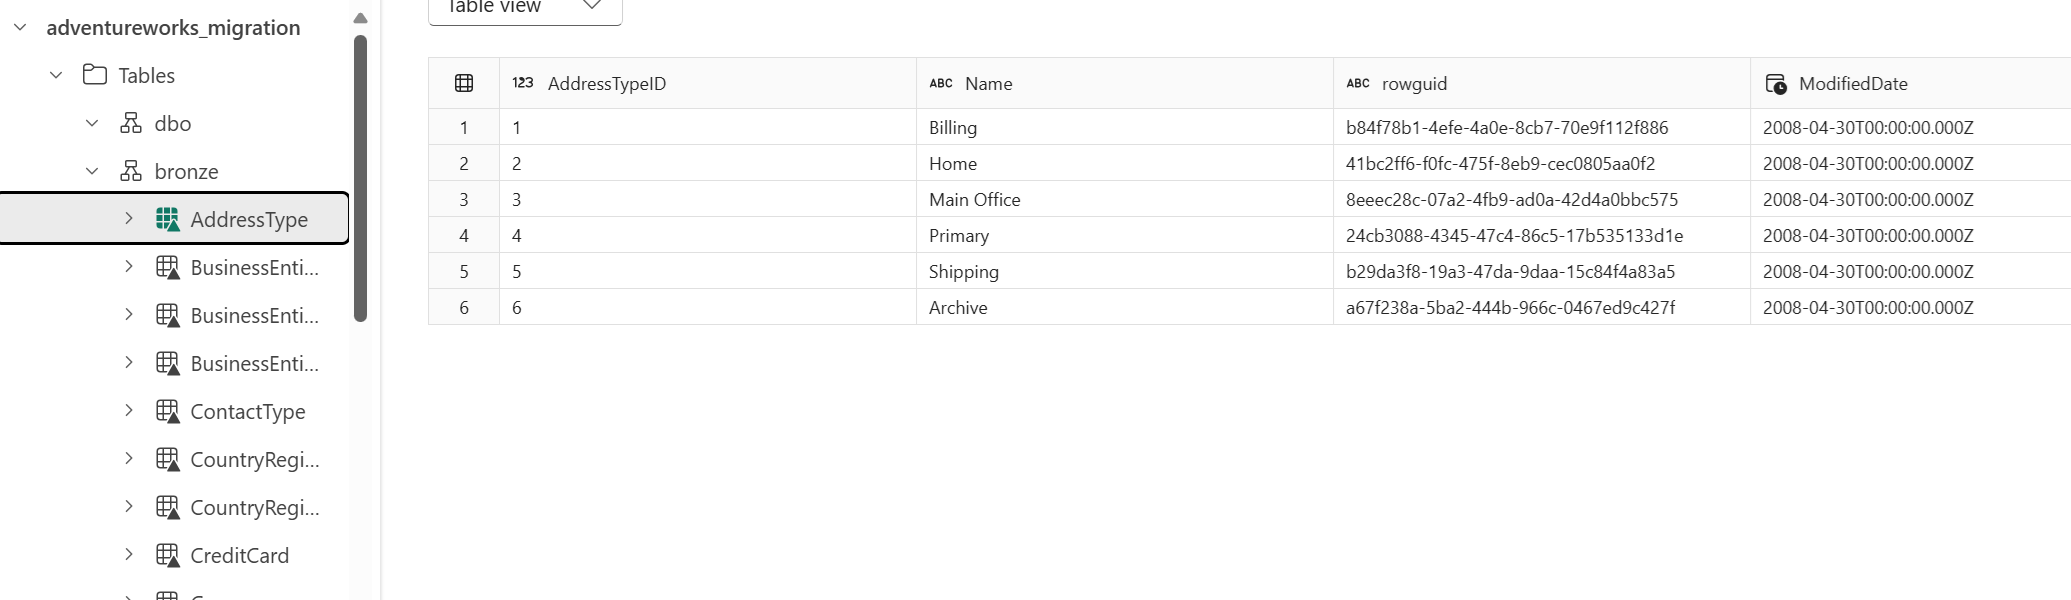 adventureworks_migration
Tables
dbo
bronze
AddressType
BusinessEnti...
BusinessEnti...
BusinessEnti...
ContactType
CountryRegi...
CountryRegi...
CreditCard
Table view
123 AddressTypeID ABC Name ABC rowguid ModifiedDate
1 1 Billing b84f78b1-4efe-4a0e-8cb7-70e9f112f886 2008-04-30T00:00:00.000Z
2 2 Home 41bc2ff6-f0fc-475f-8eb9-cec0805aa0f2 2008-04-30T00:00:00.000Z
3 3 Main Office 8eeec28c-07a2-4fb9-ad0a-42d4a0bbc575 2008-04-30T00:00:00.000Z
4 4 Primary 24cb3088-4345-47c4-86c5-17b535133d1e 2008-04-30T00:00:00.000Z
5 5 Shipping b29da3f8-19a3-47da-9daa-15c84f4a83a5 2008-04-30T00:00:00.000Z
6 6 Archive a67f238a-5ba2-444b-966c-0467ed9c427f 2008-04-30T00:00:00.000Z